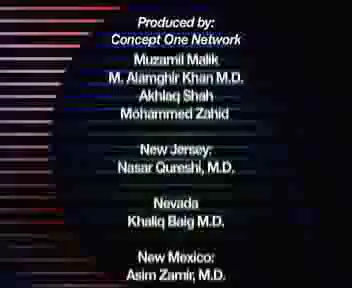 Produced by:
Concept One Network
Muzamil Malik
M. Alamghir Khan M.D.
Akhlaq Shah
Mohammed Zahid
New Jersey:
Nasar Qureshi, M.D.
Nevada
Khaliq Baig M.D.
New Mexico:
Asim Zamir, M.D.